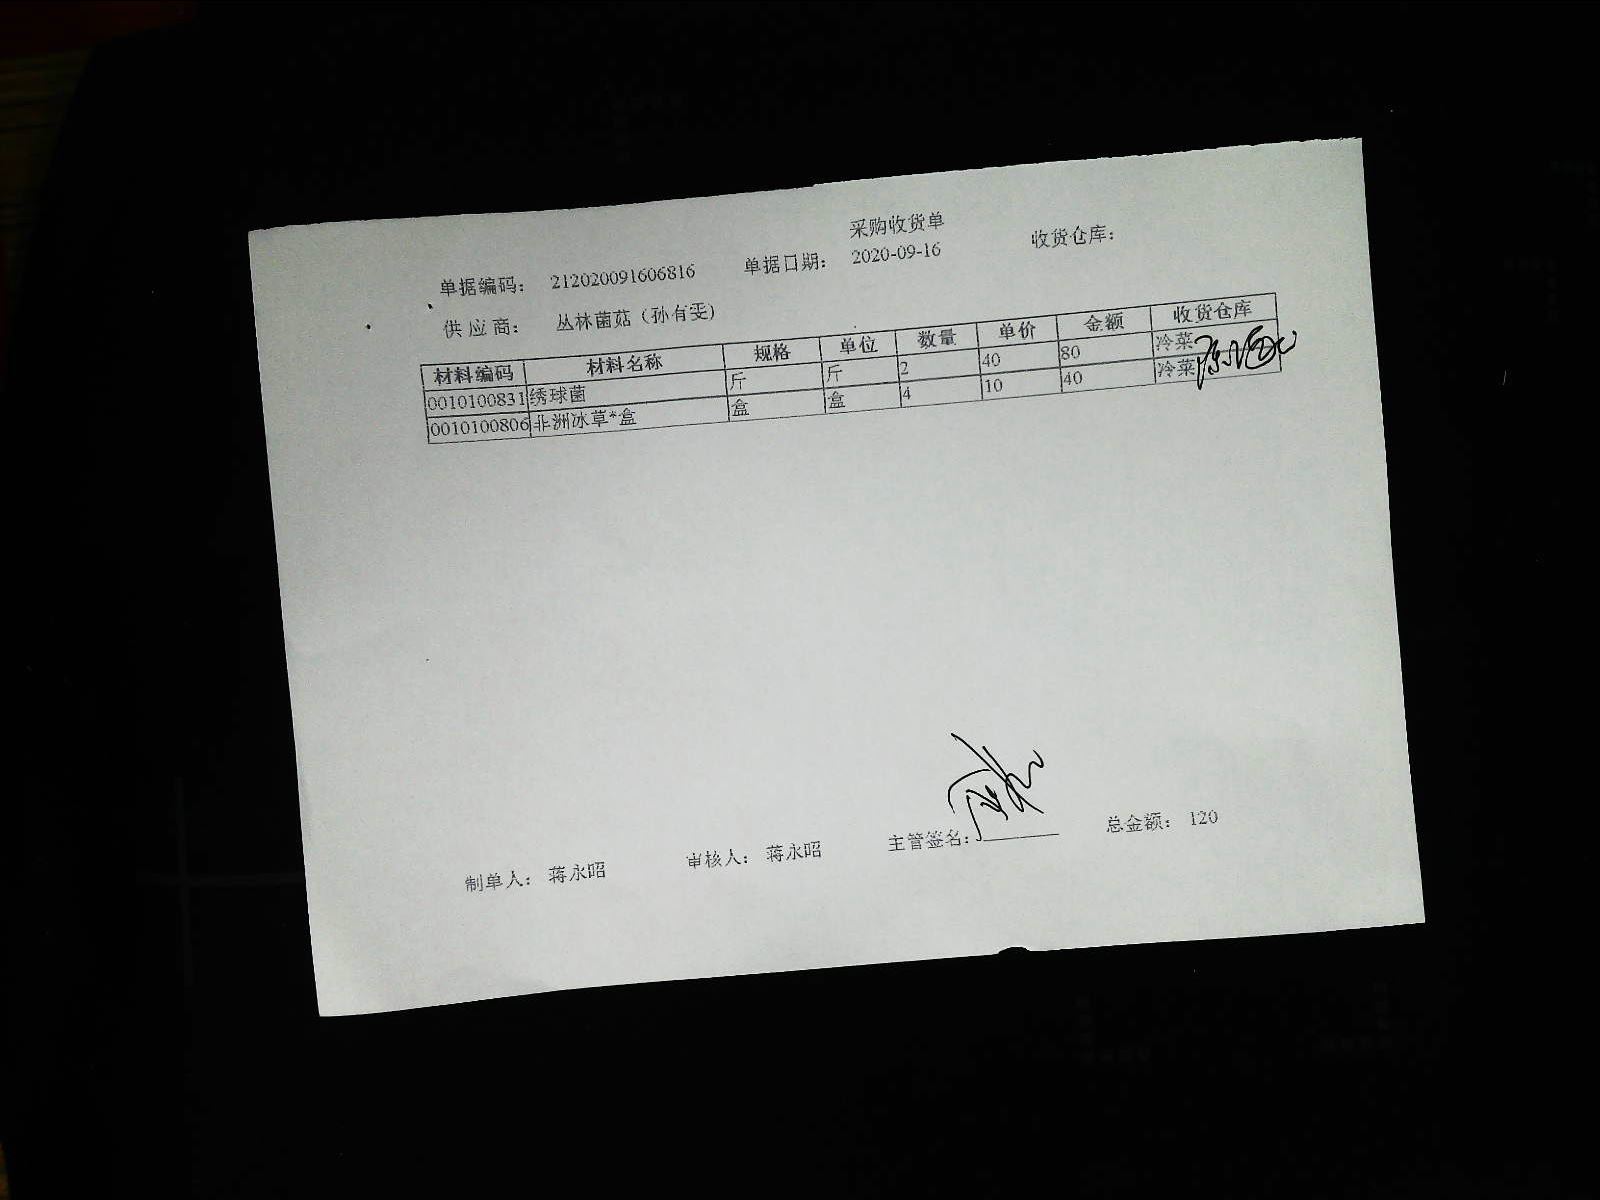 采购收货单
单据编码： 212020091606816 单据日期： 2020-09-16 收货仓库：
供应商： 丛林菌菇（孙有雯)
材料编码 材料名称 规格 单位 数量 单价 金额 收货仓库
0010100831 绣球菌 斤 斤 2 40 80 冷菜
0010100806 非洲冰草*盒 盒 盒 4 10 40 冷菜
制单人： 蒋永昭 审核人： 蒋永昭 主管签名： 总金额： 120